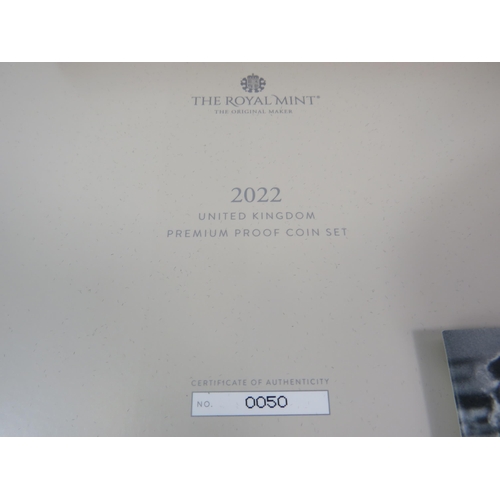 THE ROYAL MINT®
THE ORIGINAL MAKER
2022
UNITED KINGDOM
PREMIUM PROOF COIN SET
CERTIFICATE OF AUTHENTICITY
NO. 0050